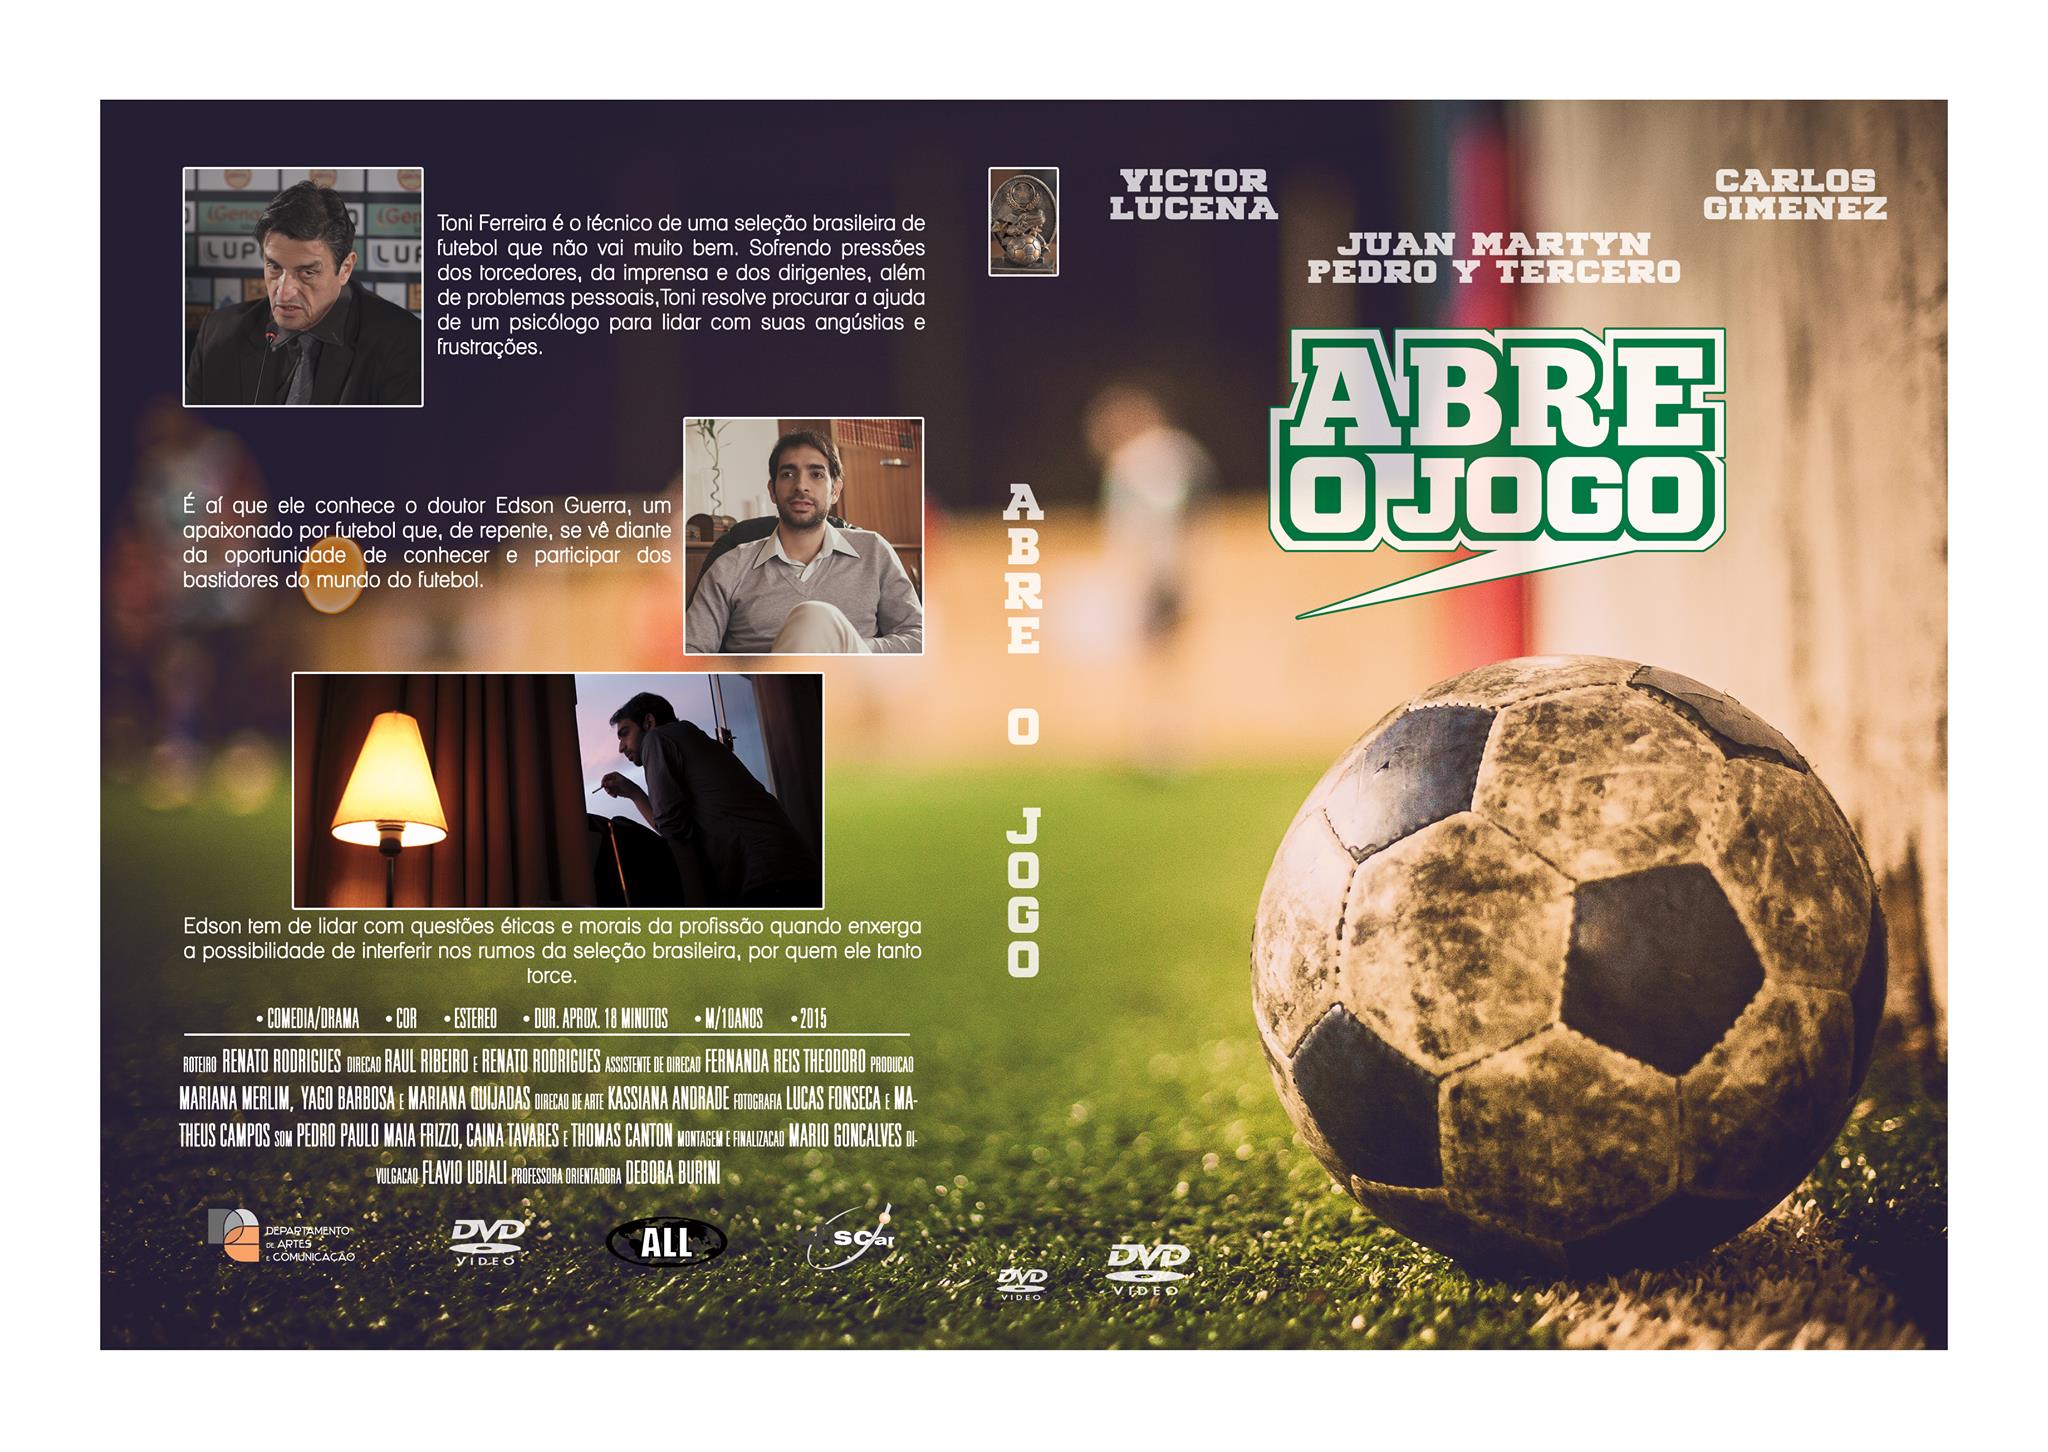 Toni Ferreira é o técnico de uma seleção brasileira de
futebol que não vai muito bem. Sofrendo pressões
dos torcedores, da imprensa e dos dirigentes, além
de problemas pessoais,Toni resolve procurar a ajuda
de um psicólogo para lidar com suas angústias e
frustrações.
LUPO
É aí que ele conhece o doutor Edson Guerra, um
apaixonado por futebol que, de repente, se vê diante
da oportunidade de conhecer e participar dos
bastidores do mundo do futebol.
Edson tem de lidar com questões éticas e morais da profissão quando enxerga
a possibilidade de interferir nos rumos da seleção brasileira, por quem ele tanto
torce.
• COMEDIA/DRAMA • COR • ESTEREO • DUR. APROX. 18 MINUTOS • M/10ANOS • 2015
ROTEIRO RENATO RODRIGUES DIRECAO RAUL RIBEIRO E RENATO RODRIGUES ASSISTENTE DE DIRECAO FERNANDA REIS THEODORO PRODUCAO
MARIANA MERLIM, YAGO BARBOSA E MARIANA QUIJADAS DIRECAO DE ARTE KASSIANA ANDRADE FOTOGRAFIA LUCAS FONSECA E MA-
THEUS CAMPOS SOM PEDRO PAULO MAIA FRIZZO, CAINA TAVARES E THOMAS CANTON MONTAGEM E FINALIZACAO MARIO GONCALVES DI-
VULGACAO FLAVIO UBIALI PROFESSORA ORIENTADORA DEBORA BURINI
DEPARTAMENTO
DE ARTES
E COMUNICAÇÃO
DVD
VIDEO
ALL
ABRE O JOGO
DVD
VIDEO
VICTOR
LUCENA
CARLOS
GIMENEZ
JUAN MARTYN
PEDRO Y TERCERO
ABRE
O JOGO
DVD
VIDEO